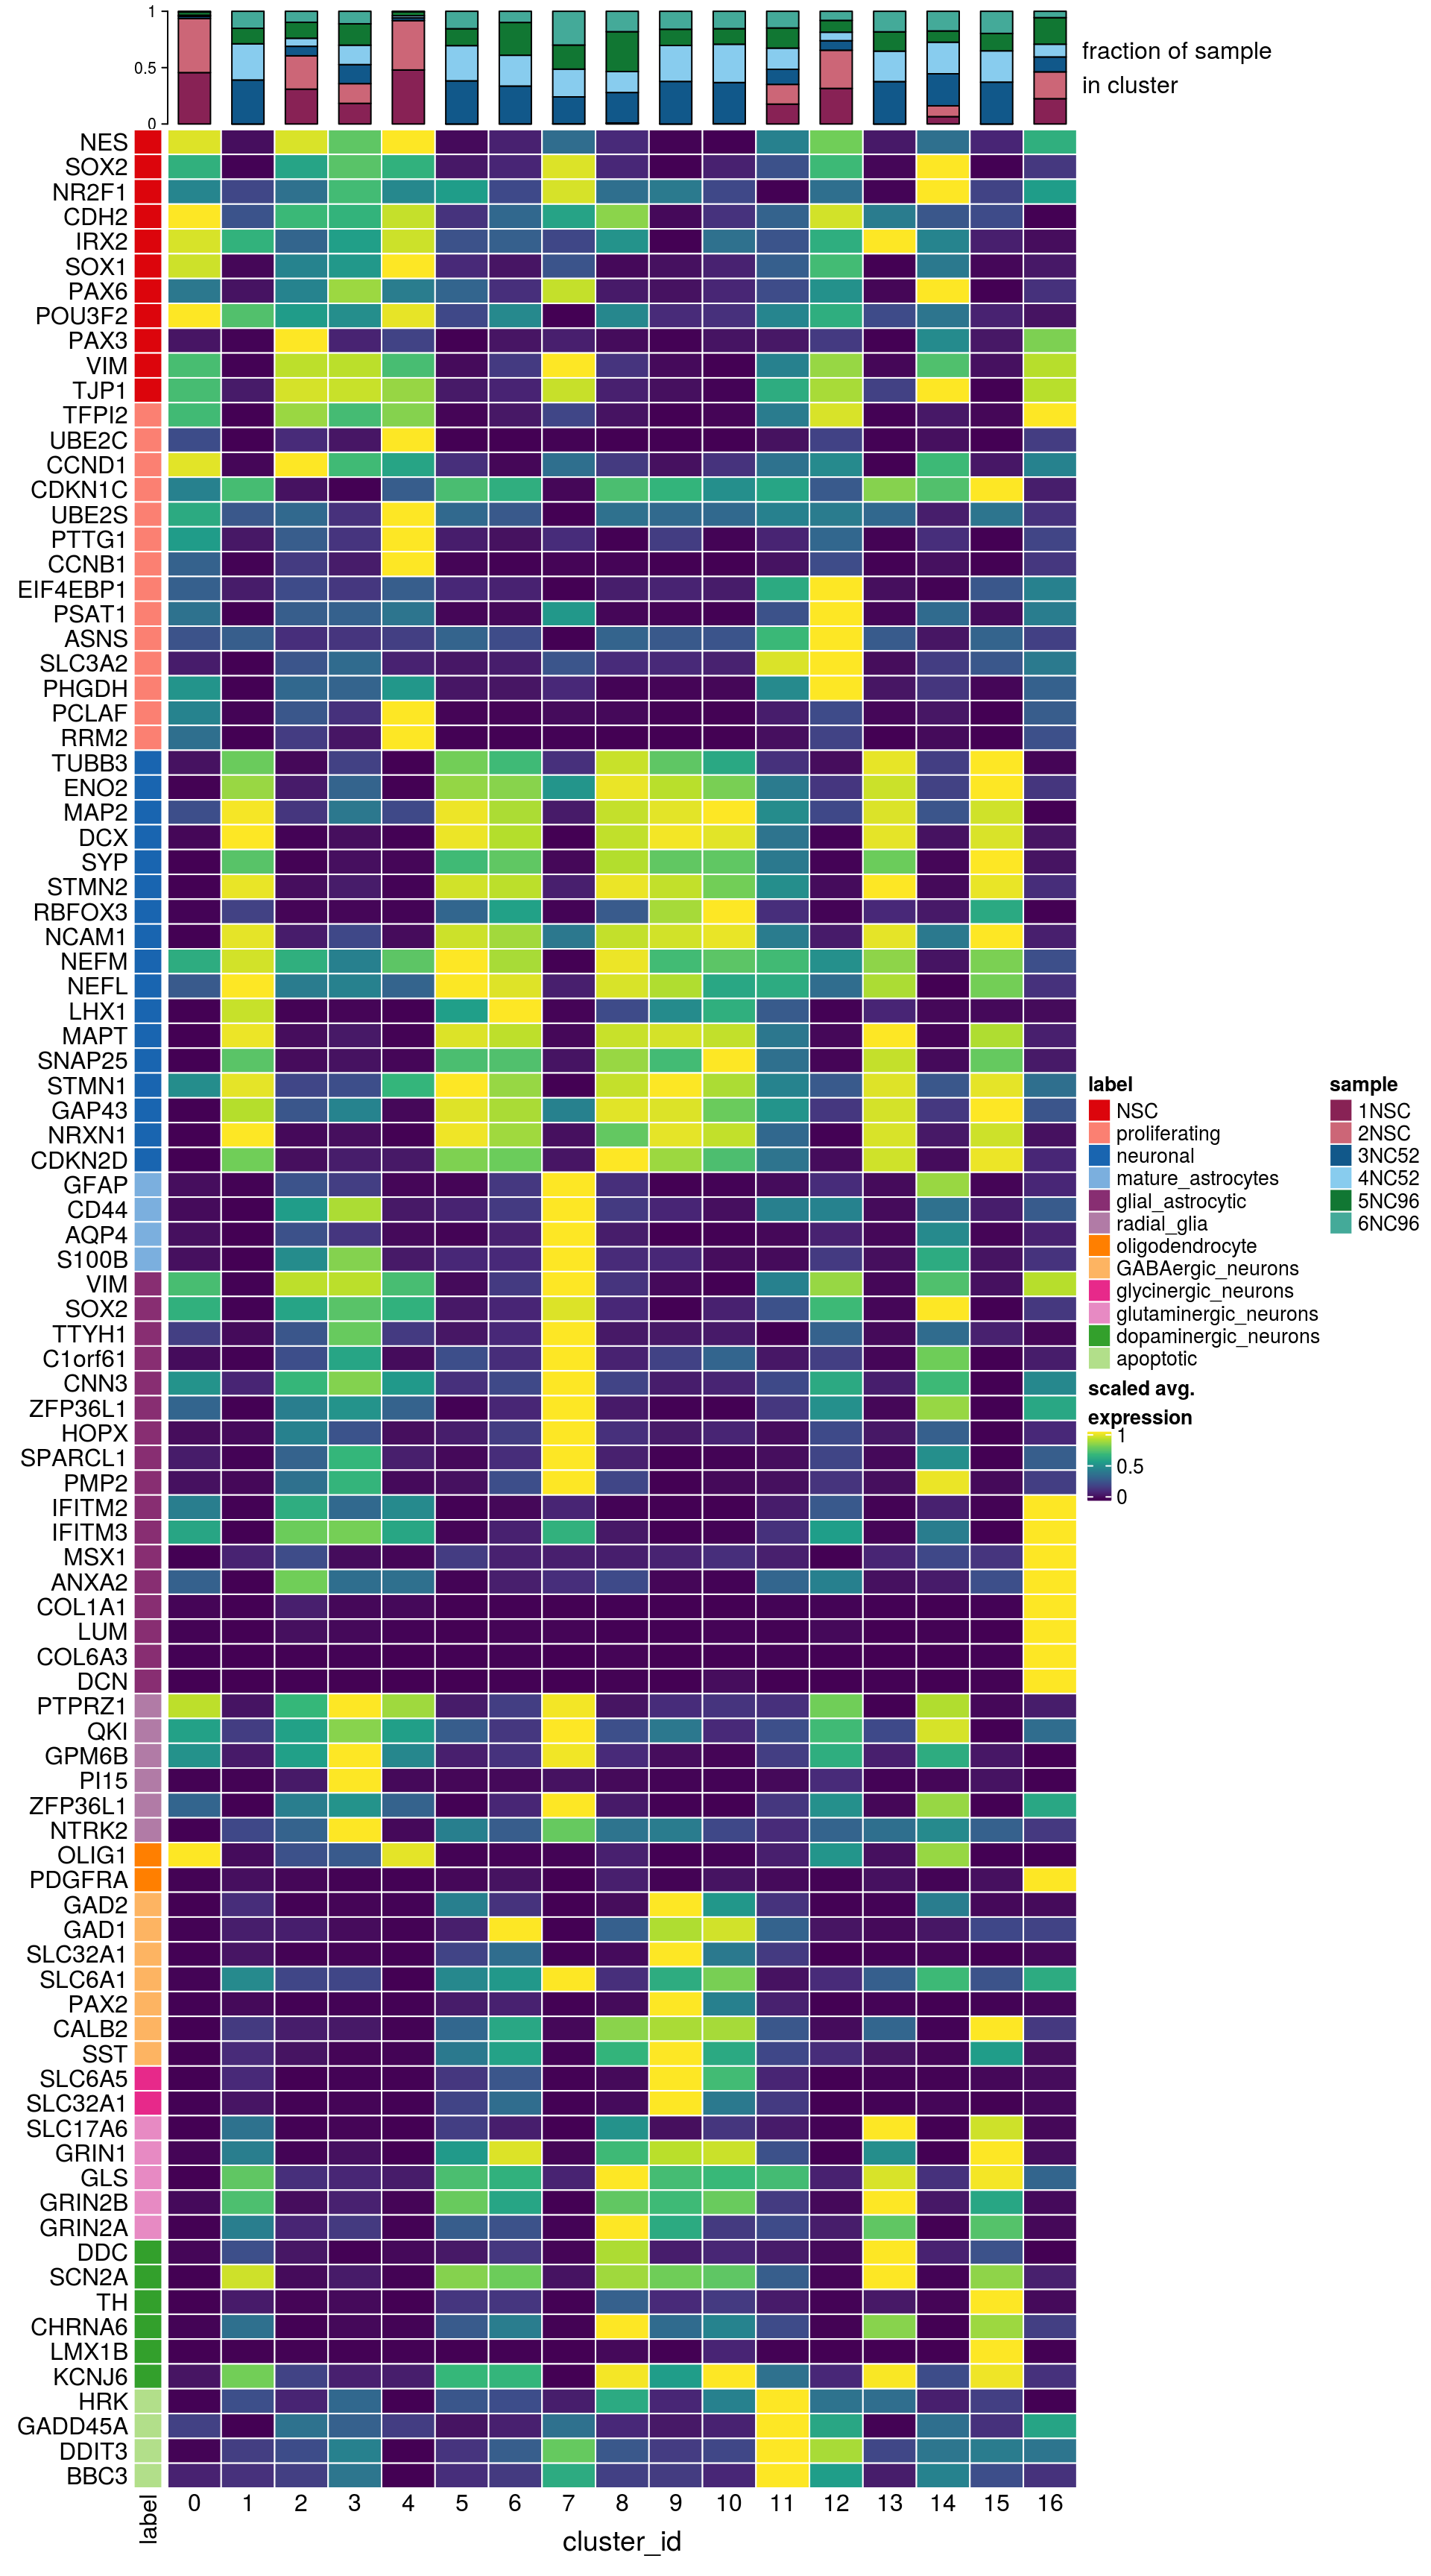 1
0.5
0
fraction of sample
in cluster
NES
SOX2
NR2F1
CDH2
IRX2
SOX1
PAX6
POU3F2
PAX3
VIM
TJP1
TFPI2
UBE2C
CCND1
CDKN1C
UBE2S
PTTG1
CCNB1
EIF4EBP1
PSAT1
ASNS
SLC3A2
PHGDH
PCLAF
RRM2
TUBB3
ENO2
MAP2
DCX
SYP
STMN2
RBFOX3
NCAM1
NEFM
NEFL
LHX1
MAPT
SNAP25
STMN1
GAP43
NRXN1
CDKN2D
GFAP
CD44
AQP4
S100B
VIM
SOX2
TTYH1
C1orf61
CNN3
ZFP36L1
HOPX
SPARCL1
PMP2
IFITM2
IFITM3
MSX1
ANXA2
COL1A1
LUM
COL6A3
DCN
PTPRZ1
QKI
GPM6B
PI15
ZFP36L1
NTRK2
OLIG1
PDGFRA
GAD2
GAD1
SLC32A1
SLC6A1
PAX2
CALB2
SST
SLC6A5
SLC32A1
SLC17A6
GRIN1
GLS
GRIN2B
GRIN2A
DDC
SCN2A
TH
CHRNA6
LMX1B
KCNJ6
HRK
GADD45A
DDIT3
BBC3
label
0 1 2 3 4 5 6 7 8 9 10 11 12 13 14 15 16
cluster_id
label
NSC
proliferating
neuronal
mature_astrocytes
glial_astrocytic
radial_glia
oligodendrocyte
GABAergic_neurons
glycinergic_neurons
glutaminergic_neurons
dopaminergic_neurons
apoptotic
scaled avg.
expression
1
0.5
0
sample
1NSC
2NSC
3NC52
4NC52
5NC96
6NC96